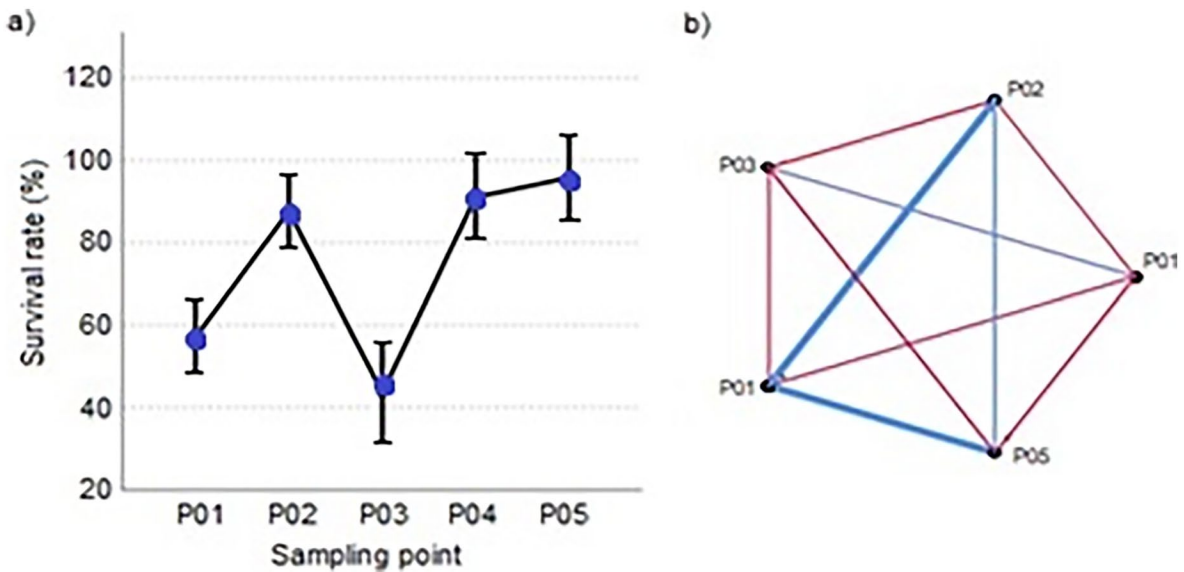 a)
120
100
80
60
40
20
Survival rate (%)
P01 P02 P03 P04 P05
Sampling point
b)
P02
P03
P01
P01
P05